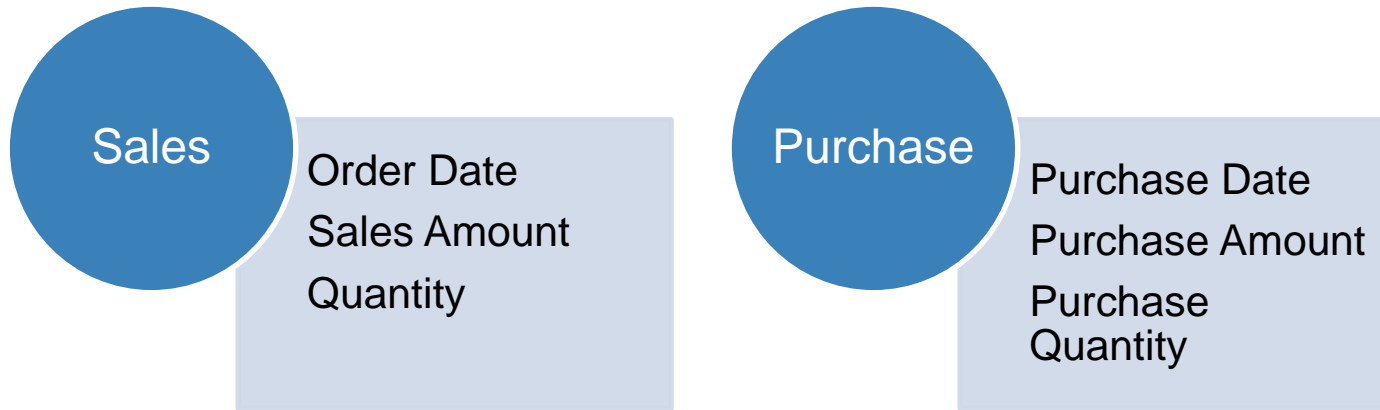 Sales
Order Date
Sales Amount
Quantity
Purchase
Purchase Date
Purchase Amount
Purchase
Quantity